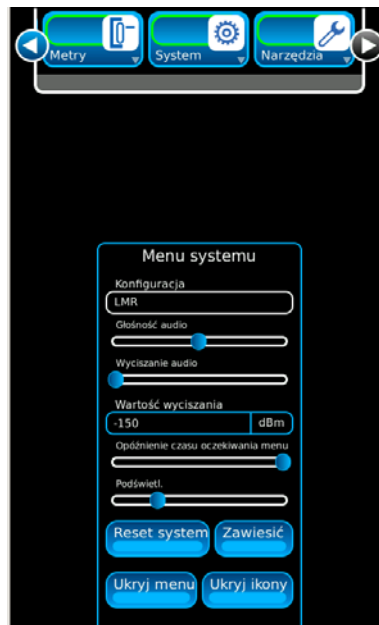 Metry
System
Narzędzia
Menu systemu
Konfiguracja
LMR
Głośność audio
Wyciszanie audio
Wartość wyciszania
-150 dBm
Opóźnienie czasu oczekiwania menu
Podświetl.
Reset system Zawiesić
Ukryj menu Ukryj ikony